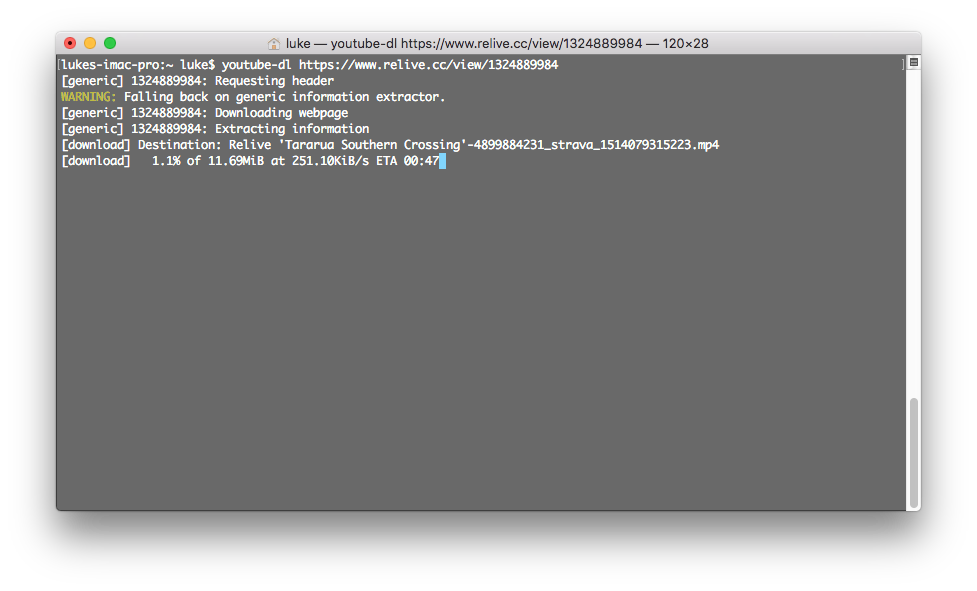 luke — youtube-dl https://www.relive.cc/view/1324889984 — 120×28
[lukes-imac-pro:~ luke$ youtube-dl https://www.relive.cc/view/1324889984 ]
[generic] 1324889984: Requesting header
WARNING: Falling back on generic information extractor.
[generic] 1324889984: Downloading webpage
[generic] 1324889984: Extracting information
[download] Destination: Relive 'Tararua Southern Crossing'-4899884231_strava_1514079315223.mp4
[download]   1.1% of 11.69MiB at 251.10KiB/s ETA 00:47